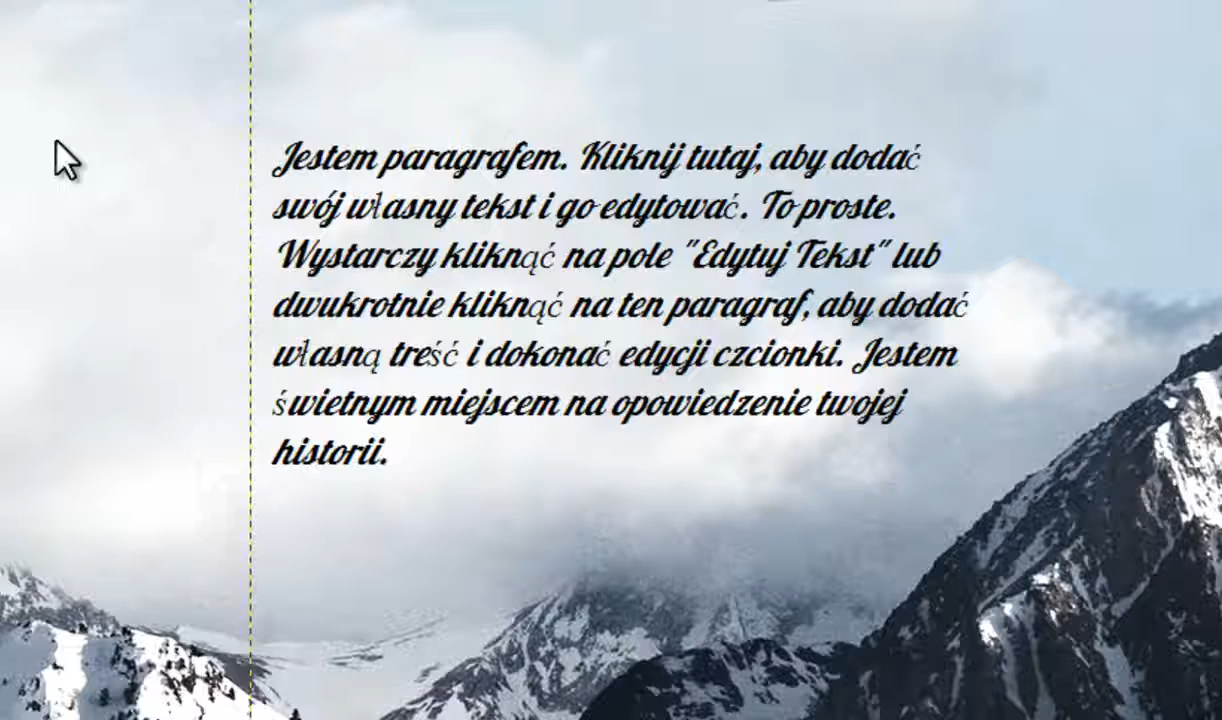 Jestem paragrafem. Kliknij tutaj, aby dodać
swój własny tekst i go edytować. To proste.
Wystarczy kliknąć na pole "Edytuj Tekst" lub
dwukrotnie kliknąć na ten paragraf, aby dodać
własną treść i dokonać edycji czcionki. Jestem
świetnym miejscem na opowiedzenie twojej
historii.